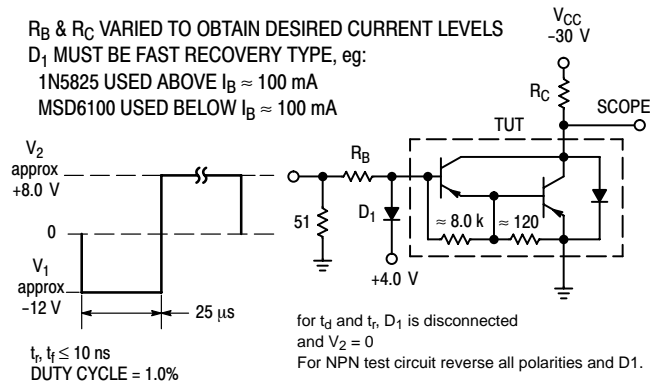 R_B & R_C VARIED TO OBTAIN DESIRED CURRENT LEVELS
D_1 MUST BE FAST RECOVERY TYPE, eg:
1N5825 USED ABOVE I_B ≈ 100 mA
MSD6100 USED BELOW I_B ≈ 100 mA
V_CC
-30 V
R_C
SCOPE
TUT
V_2
approx
+8.0 V
0
V_1
approx
-12 V
25 μs
t_r, t_f ≤ 10 ns
DUTY CYCLE = 1.0%
R_B
51
D_1
+4.0 V
≈ 8.0 k
≈ 120
for t_d and t_r, D_1 is disconnected
and V_2 = 0
For NPN test circuit reverse all polarities and D1.